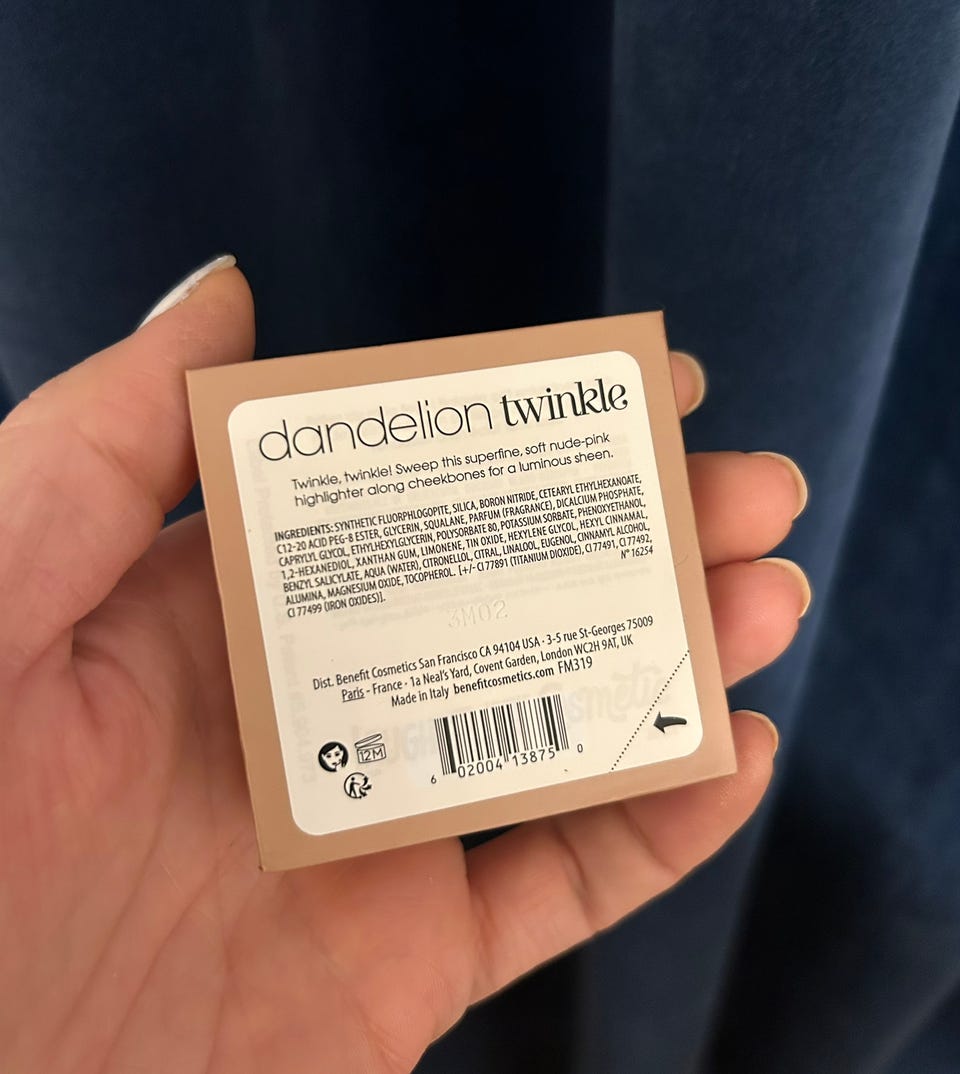 dandelion twinkle
Twinkle, twinkle! Sweep this superfine, soft nude-pink
highlighter along cheekbones for a luminous sheen.
INGREDIENTS: SYNTHETIC FLUORPHLOGOPITE, SILICA, BORON NITRIDE, CETEARYL ETHYLHEXANOATE,
C12-20 ACID PEG-8 ESTER, GLYCERIN, SQUALANE, PARFUM (FRAGRANCE), DICALCIUM PHOSPHATE,
CAPRYLYL GLYCOL, ETHYLHEXYLGLYCERIN, POLYSORBATE 80, POTASSIUM SORBATE, PHENOXYETHANOL,
1,2-HEXANEDIOL, XANTHAN GUM, LIMONENE, TIN OXIDE, HEXYLENE GLYCOL, HEXYL CINNAMAL,
BENZYL SALICYLATE, AQUA (WATER), CITRONELLOL, CITRAL, LINALOOL, EUGENOL, CINNAMYL ALCOHOL,
ALUMINA, MAGNESIUM OXIDE, TOCOPHEROL. [+/- CI 77891 (TITANIUM DIOXIDE), CI 77491, CI 77492,
CI 77499 (IRON OXIDES)].
N° 16254
3M02
Dist. Benefit Cosmetics San Francisco CA 94104 USA · 3-5 rue St-Georges 75009
Paris - France · 1a Neal's Yard, Covent Garden, London WC2H 9AT, UK
Made in Italy benefitcosmetics.com FM319
12M
6 02004 13875 0